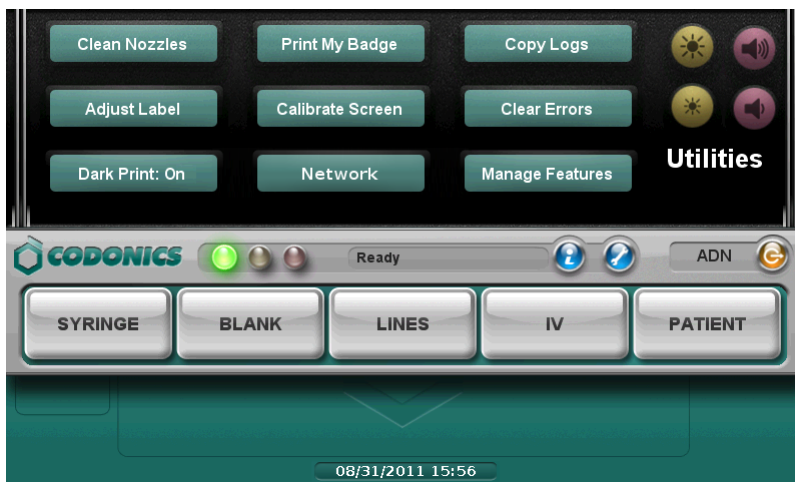 Clean Nozzles Print My Badge Copy Logs
Adjust Label Calibrate Screen Clear Errors
Utilities
Dark Print: On Network Manage Features
CODONICS Ready i ADN
SYRINGE BLANK LINES IV PATIENT
08/31/2011 15:56